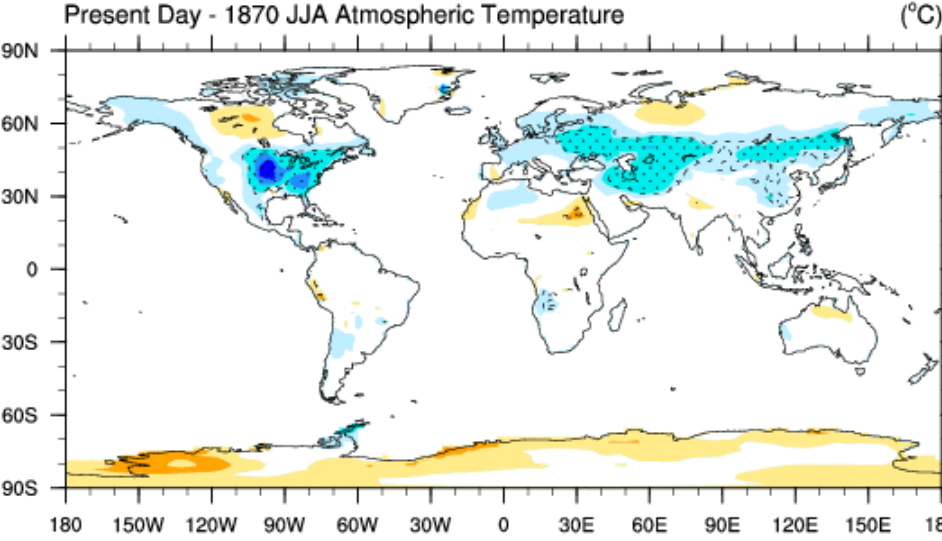 Present Day - 1870 JJA Atmospheric Temperature (°C)
90N
60N
30N
0
30S
60S
90S
180 150W 120W 90W 60W 30W 0 30E 60E 90E 120E 150E 18